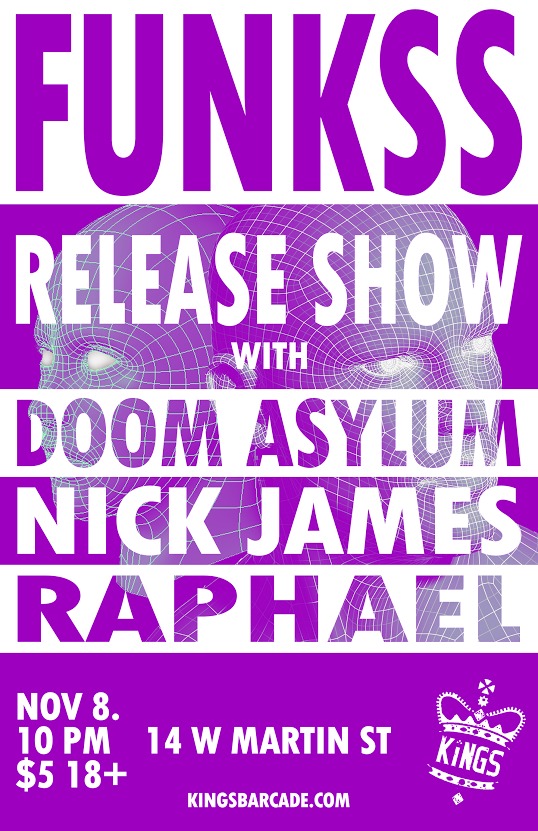 FUNKSS
RELEASE SHOW
WITH
DOOM ASYLUM
NICK JAMES
RAPHAEL
NOV 8.
10 PM
$5 18+
14 W MARTIN ST
KINGS
KINGSBARCADE.COM